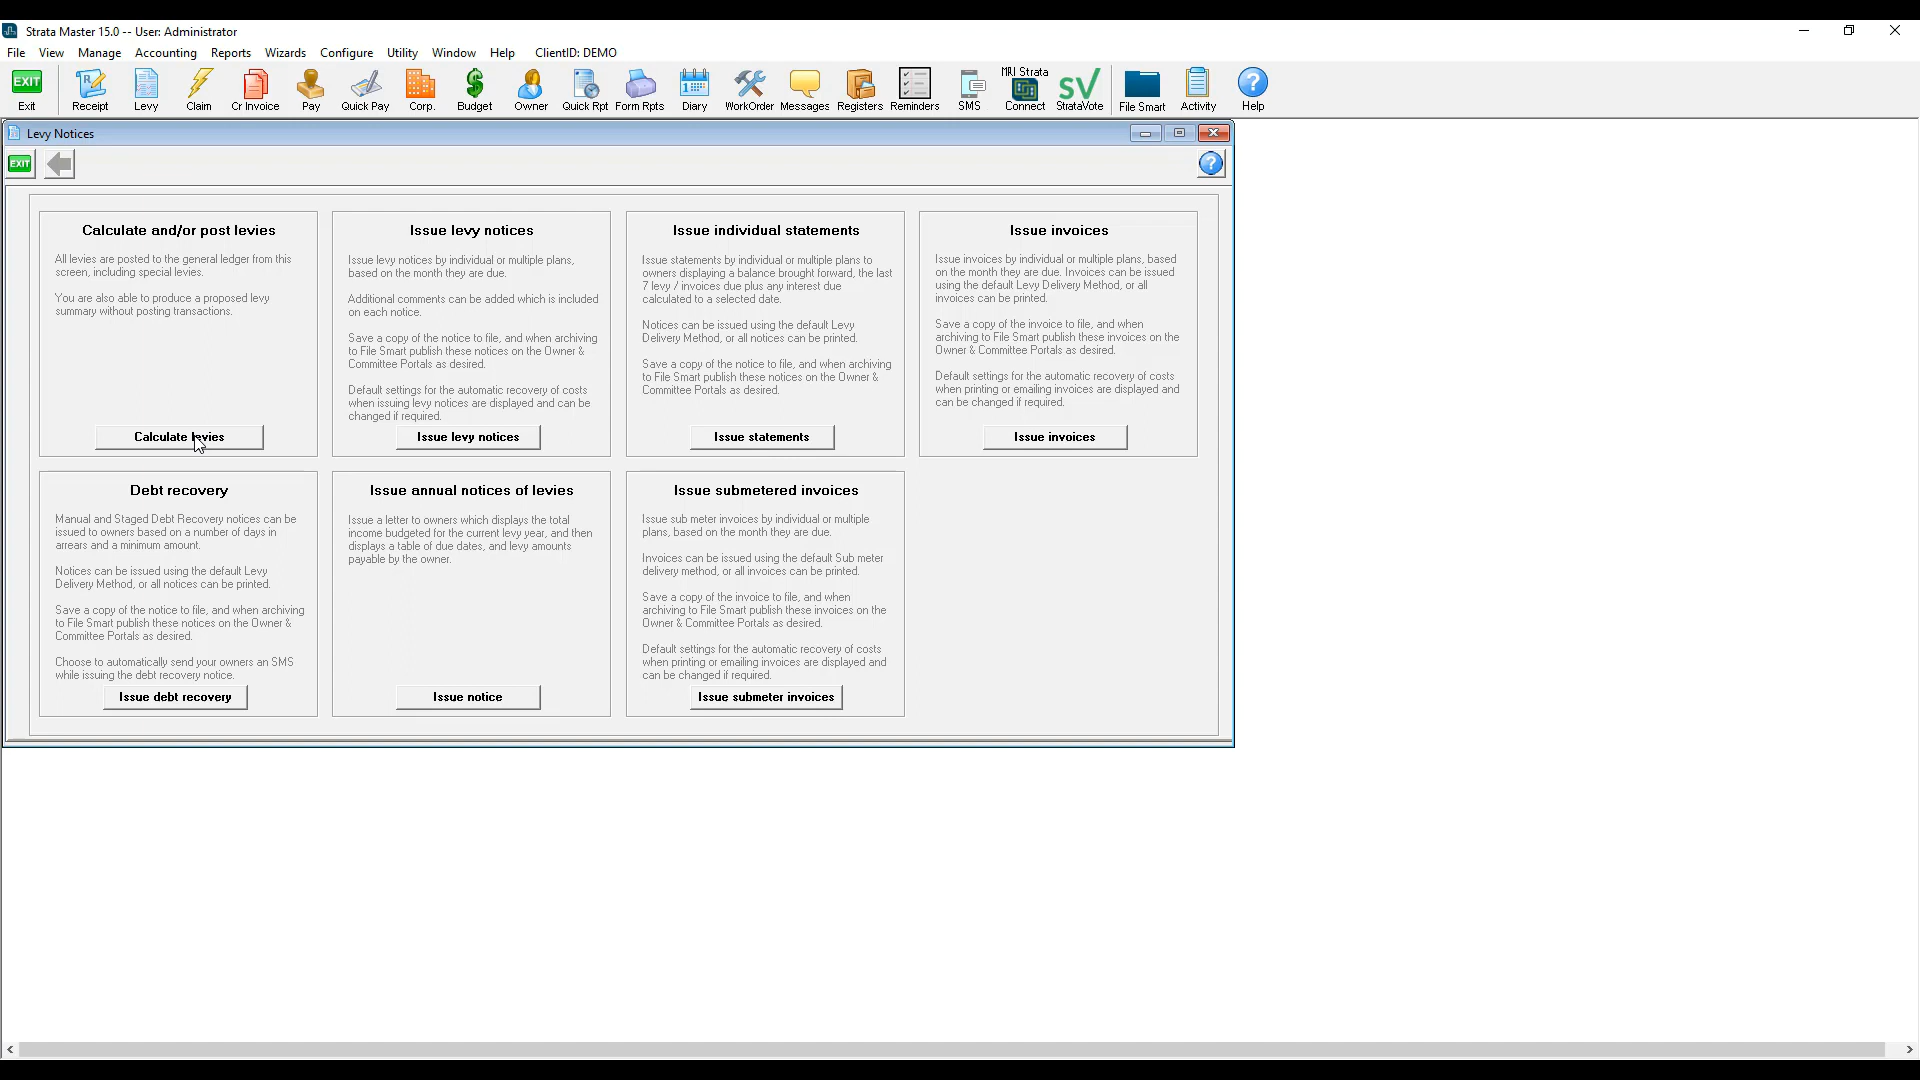 Strata Master 15.0 -- User: Administrator
File View Manage Accounting Reports Wizards Configure Utility Window Help ClientID: DEMO
EXIT MRI Strata SV
Exit Receipt Levy Claim Cr Invoice Pay Quick Pay Corp. Budget Owner Quick Rpt Form Rpts Diary WorkOrder Messages Registers Reminders SMS Connect StrataVote File Smart Activity Help
Levy Notices
EXIT
Calculate and/or post levies
All levies are posted to the general ledger from this
screen, including special levies.
You are also able to produce a proposed levy
summary without posting transactions.
Calculate levies
Issue levy notices
Issue levy notices by individual or multiple plans,
based on the month they are due.
Additional comments can be added which is included
on each notice.
Save a copy of the notice to file, and when archiving
to File Smart publish these notices on the Owner &
Committee Portals as desired.
Default settings for the automatic recovery of costs
when issuing levy notices are displayed and can be
changed if required.
Issue levy notices
Issue individual statements
Issue statements by individual or multiple plans to
owners displaying a balance brought forward, the last
7 levy / invoices due plus any interest due
calculated to a selected date.
Notices can be issued using the default Levy
Delivery Method, or all notices can be printed.
Save a copy of the notice to file, and when archiving
to File Smart publish these notices on the Owner &
Committee Portals as desired.
Issue statements
Issue invoices
Issue invoices by individual or multiple plans, based
on the month they are due. Invoices can be issued
using the default Levy Delivery Method, or all
invoices can be printed.
Save a copy of the invoice to file, and when
archiving to File Smart publish these invoices on the
Owner & Committee Portals as desired.
Default settings for the automatic recovery of costs
when printing or emailing invoices are displayed and
can be changed if required.
Issue invoices
Debt recovery
Manual and Staged Debt Recovery notices can be
issued to owners based on a number of days in
arrears and a minimum amount.
Notices can be issued using the default Levy
Delivery Method, or all notices can be printed.
Save a copy of the notice to file, and when archiving
to File Smart publish these notices on the Owner &
Committee Portals as desired.
Choose to automatically send your owners an SMS
while issuing the debt recovery notice.
Issue debt recovery
Issue annual notices of levies
Issue a letter to owners which displays the total
income budgeted for the current levy year, and then
displays a table of due dates, and levy amounts
payable by the owner.
Issue notice
Issue submetered invoices
Issue sub meter invoices by individual or multiple
plans, based on the month they are due.
Invoices can be issued using the default Sub meter
delivery method, or all invoices can be printed.
Save a copy of the invoice to file, and when
archiving to File Smart publish these invoices on the
Owner & Committee Portals as desired.
Default settings for the automatic recovery of costs
when printing or emailing invoices are displayed and
can be changed if required.
Issue submeter invoices